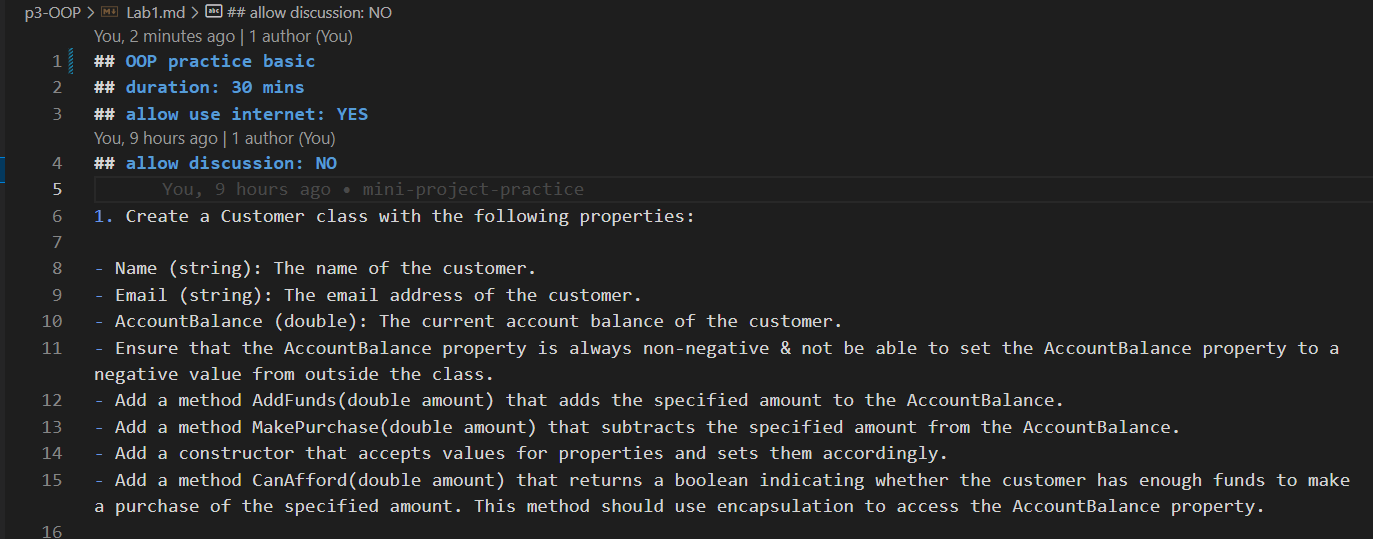 p3-OOP > Lab1.md > ## allow discussion: NO
You, 2 minutes ago | 1 author (You)
1 ## OOP practice basic
2 ## duration: 30 mins
3 ## allow use internet: YES
You, 9 hours ago | 1 author (You)
4 ## allow discussion: NO
5 You, 9 hours ago • mini-project-practice
6 1. Create a Customer class with the following properties:
7
8 - Name (string): The name of the customer.
9 - Email (string): The email address of the customer.
10 - AccountBalance (double): The current account balance of the customer.
11 - Ensure that the AccountBalance property is always non-negative & not be able to set the AccountBalance property to a
negative value from outside the class.
12 - Add a method AddFunds(double amount) that adds the specified amount to the AccountBalance.
13 - Add a method MakePurchase(double amount) that subtracts the specified amount from the AccountBalance.
14 - Add a constructor that accepts values for properties and sets them accordingly.
15 - Add a method CanAfford(double amount) that returns a boolean indicating whether the customer has enough funds to make
a purchase of the specified amount. This method should use encapsulation to access the AccountBalance property.
16